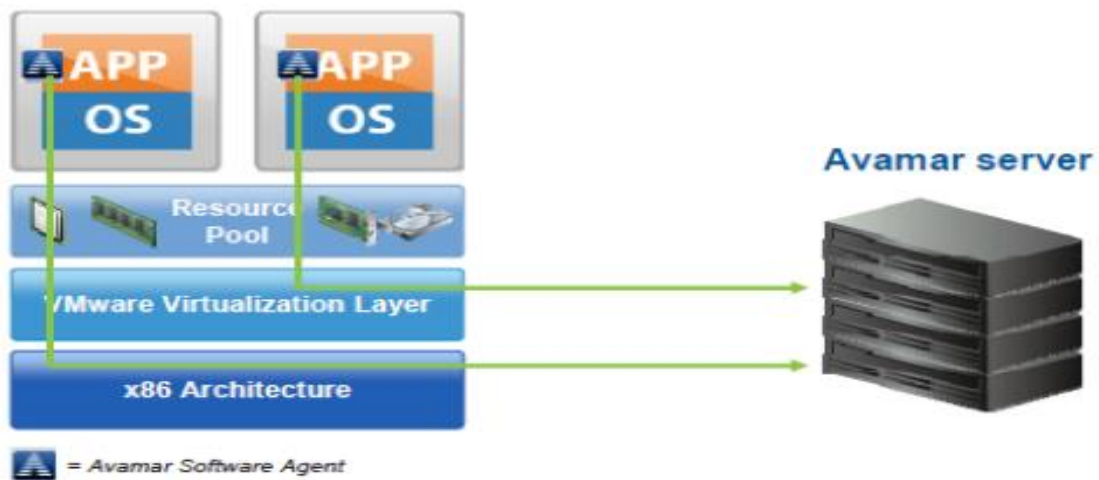 APP
OS
APP
OS
Avamar server
Resource
Pool
VMware Virtualization Layer
x86 Architecture
= Avamar Software Agent